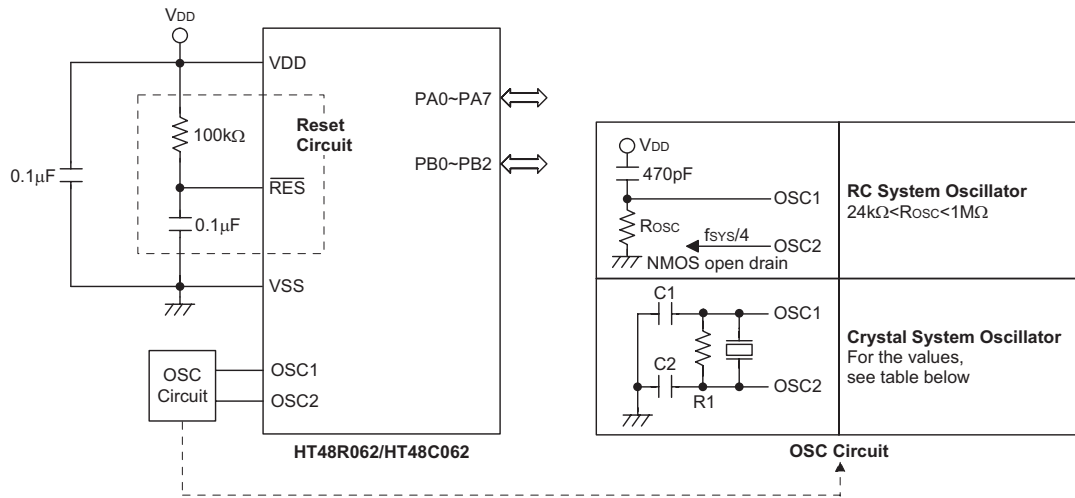 VDD
VDD
100kΩ
Reset
Circuit
0.1μF
RES
0.1μF
VSS
PA0~PA7
PB0~PB2
OSC
Circuit
OSC1
OSC2
HT48R062/HT48C062
VDD
470pF
OSC1
ROSC
fSYS/4
OSC2
NMOS open drain
RC System Oscillator
24kΩ<ROSC<1MΩ
C1
OSC1
C2
OSC2
R1
Crystal System Oscillator
For the values,
see table below
OSC Circuit